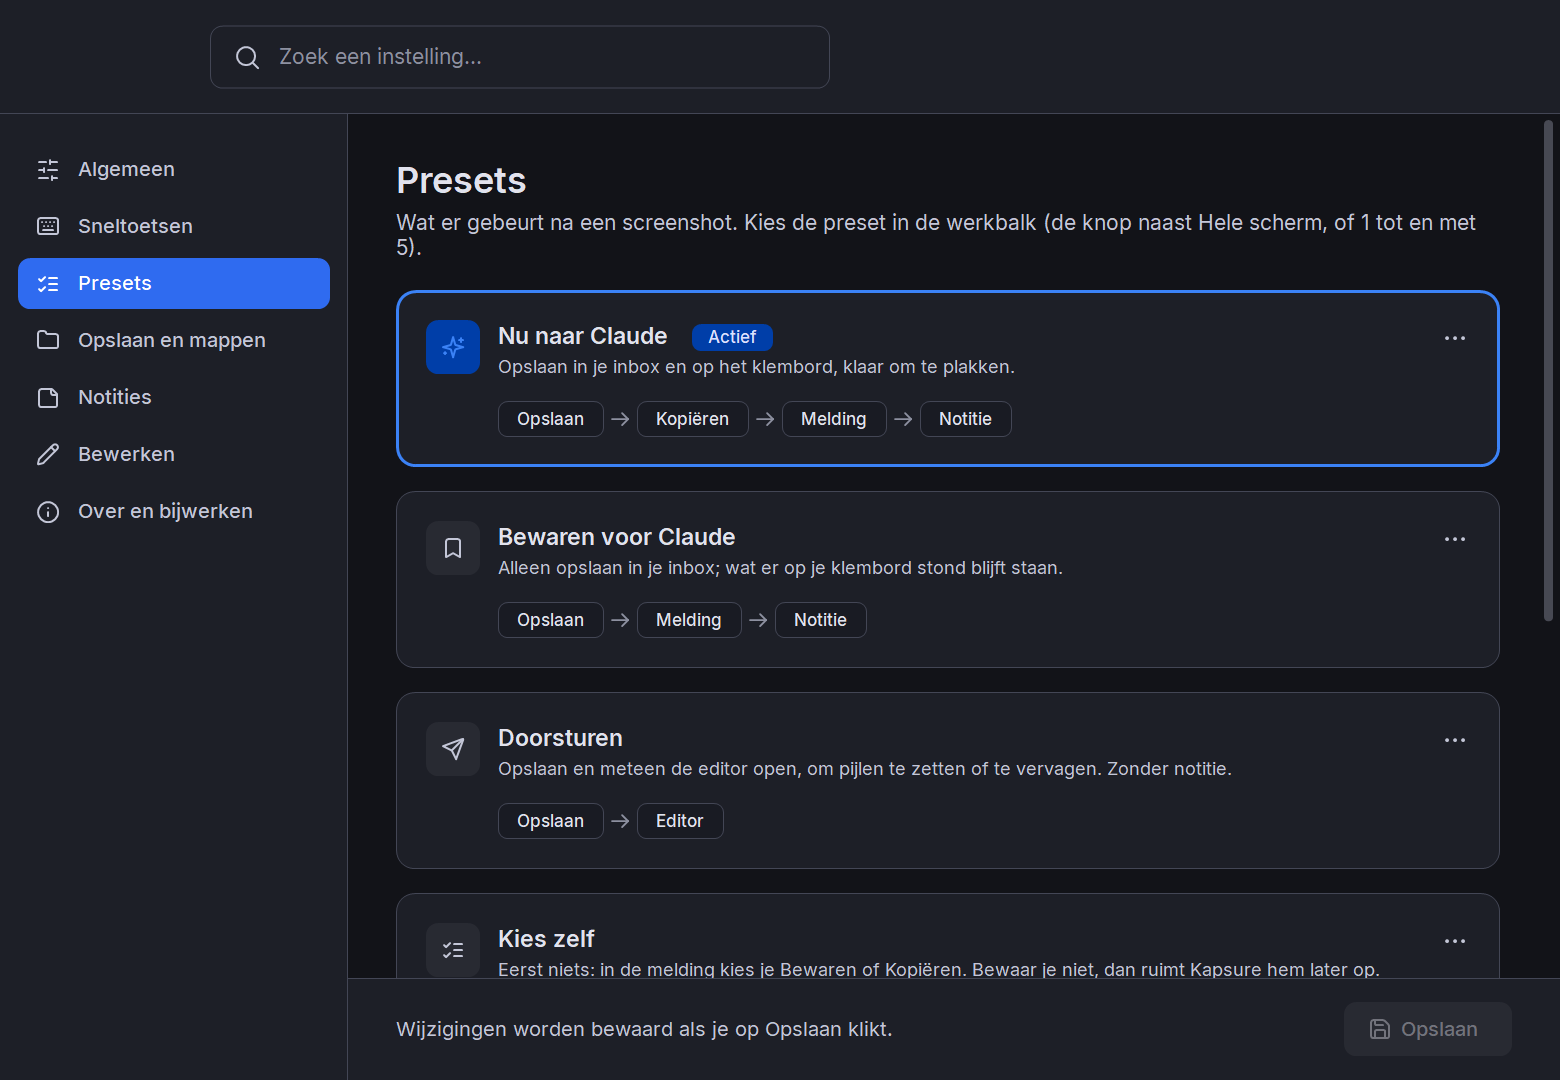 Zoek een instelling...
Algemeen
Sneltoetsen
Presets
Opslaan en mappen
Notities
Bewerken
Over en bijwerken
Presets
Wat er gebeurt na een screenshot. Kies de preset in de werkbalk (de knop naast Hele scherm, of 1 tot en met
5).
Nu naar Claude Actief
Opslaan in je inbox en op het klembord, klaar om te plakken.
Opslaan → Kopiëren → Melding → Notitie
Bewaren voor Claude
Alleen opslaan in je inbox; wat er op je klembord stond blijft staan.
Opslaan → Melding → Notitie
Doorsturen
Opslaan en meteen de editor open, om pijlen te zetten of te vervagen. Zonder notitie.
Opslaan → Editor
Kies zelf
Eerst niets: in de melding kies je Bewaren of Kopiëren. Bewaar je niet, dan ruimt Kapsure hem later op.
Wijzigingen worden bewaard als je op Opslaan klikt.
Opslaan